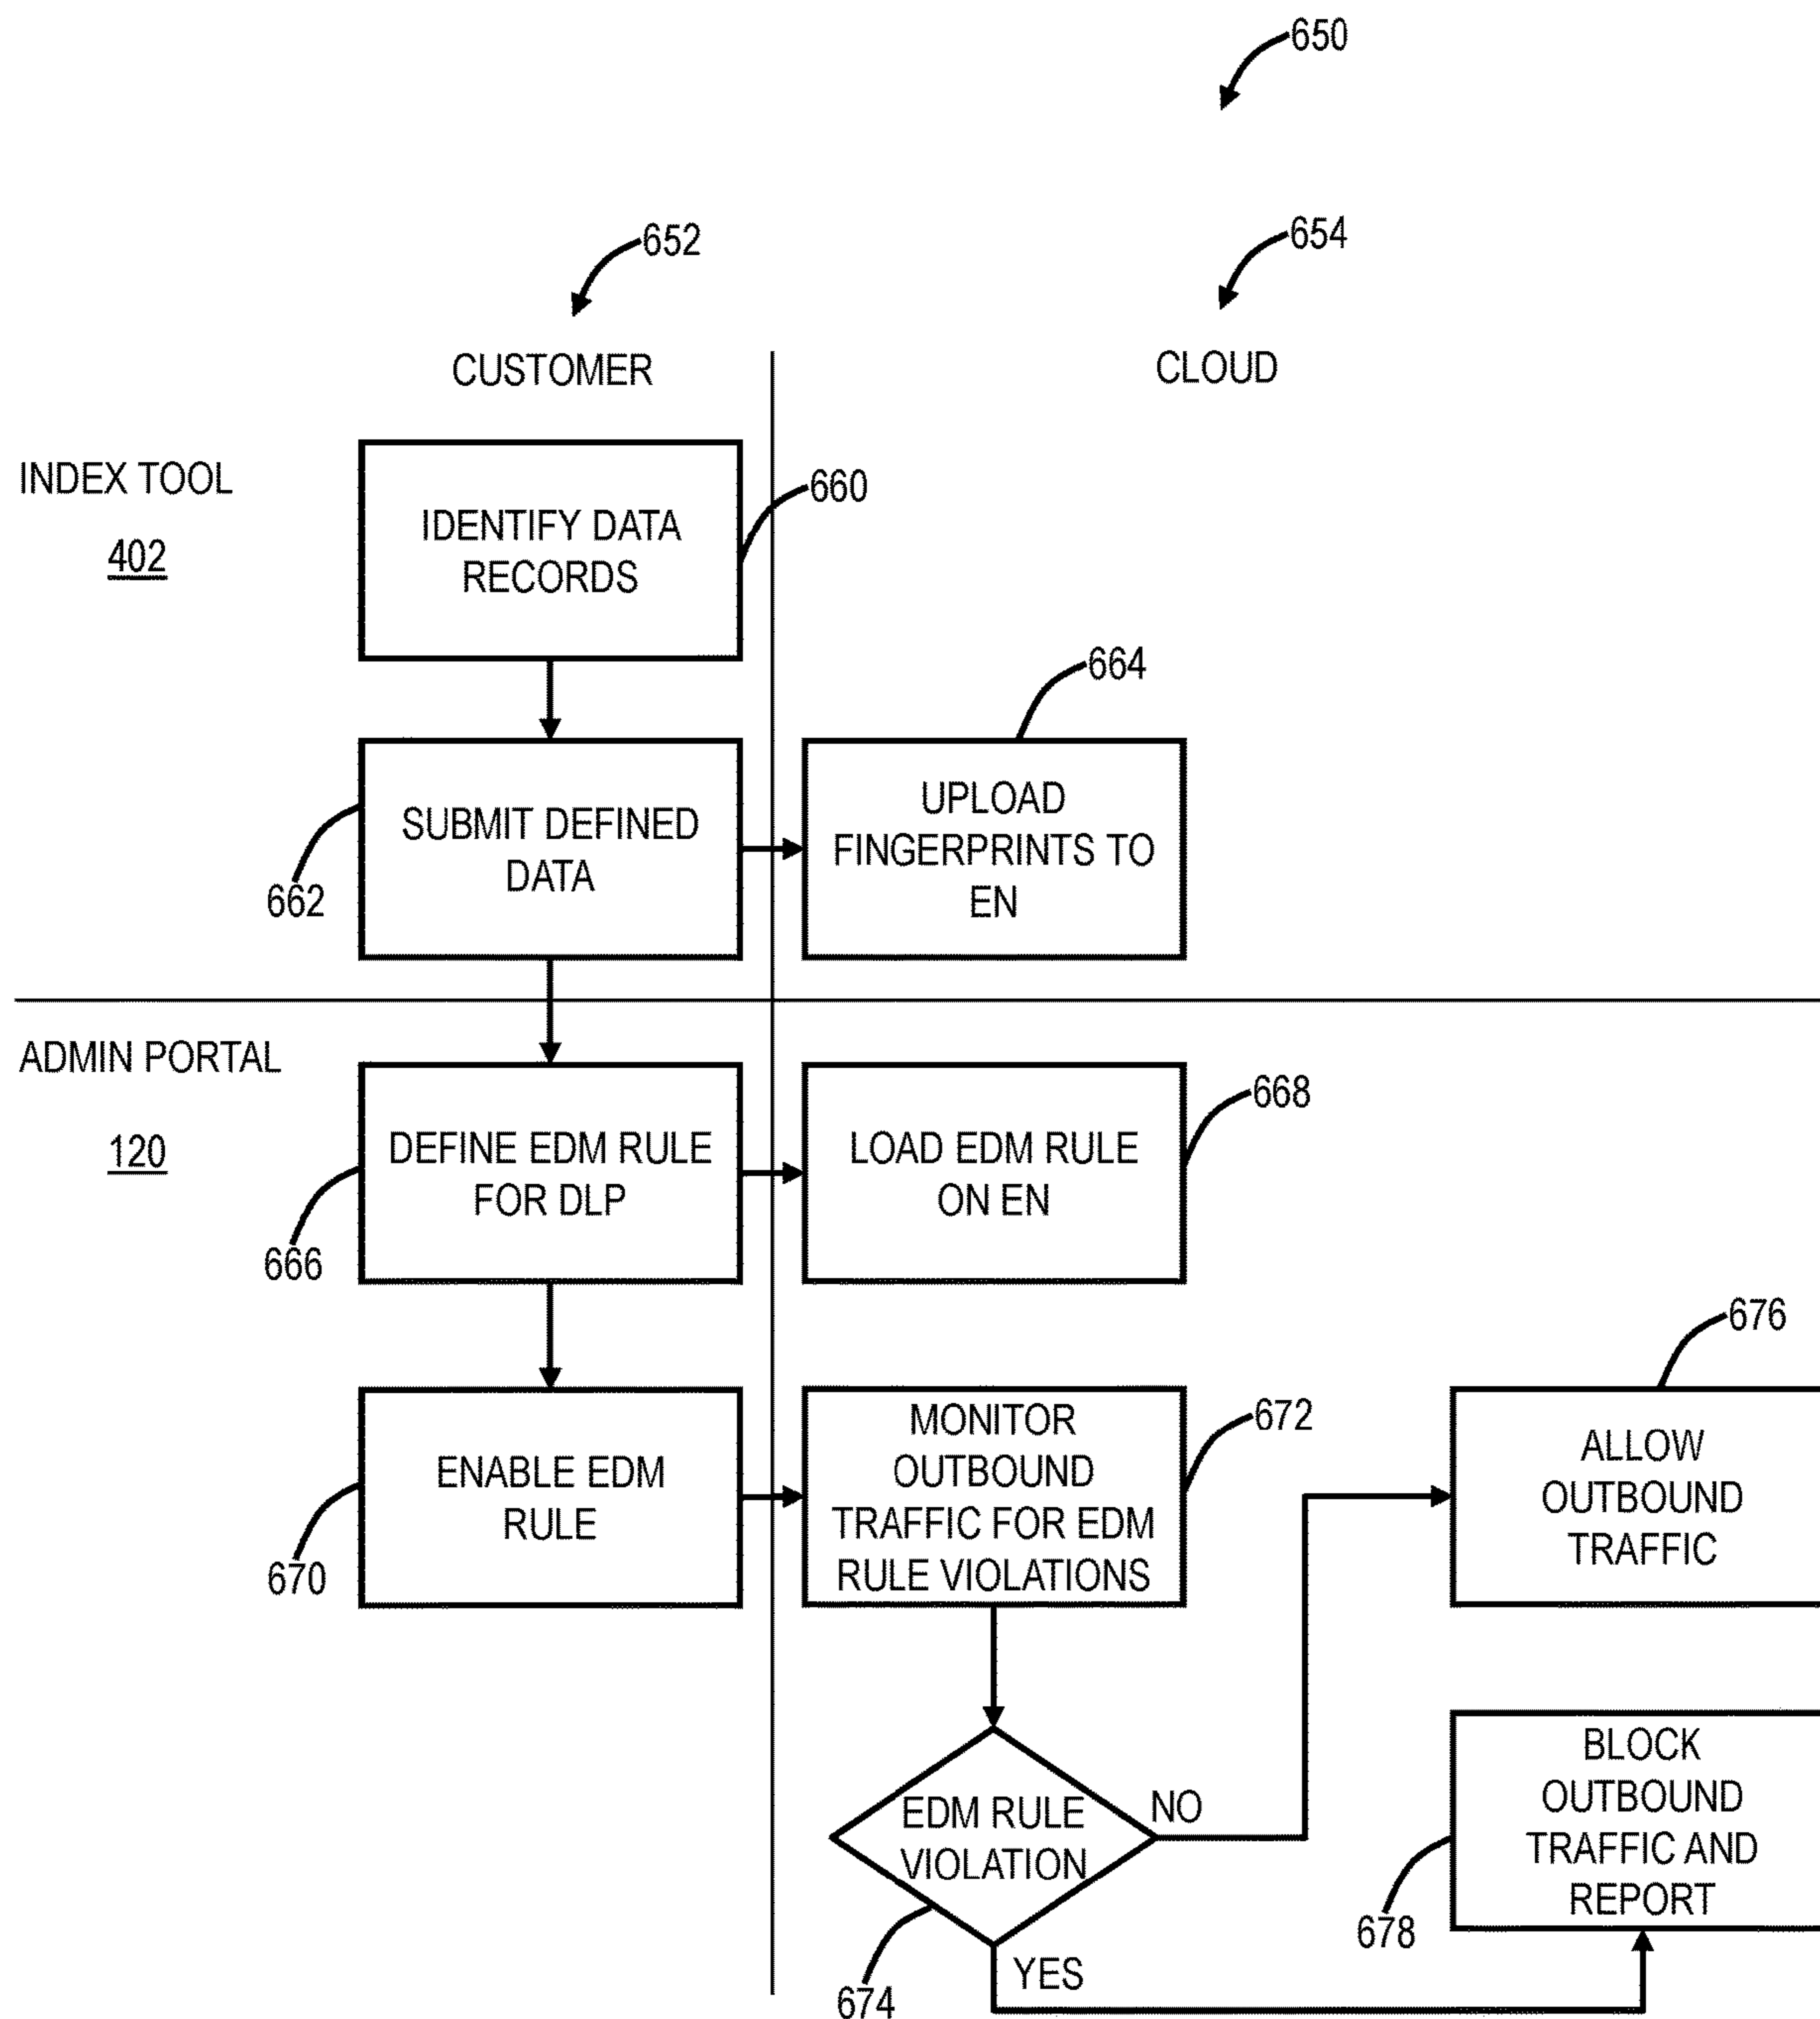 650
652
654
CUSTOMER
CLOUD
INDEX TOOL
402
IDENTIFY DATA
RECORDS
660
SUBMIT DEFINED
DATA
662
UPLOAD
FINGERPRINTS TO
EN
664
ADMIN PORTAL
120
DEFINE EDM RULE
FOR DLP
666
LOAD EDM RULE
ON EN
668
ENABLE EDM
RULE
670
MONITOR
OUTBOUND
TRAFFIC FOR EDM
RULE VIOLATIONS
672
ALLOW
OUTBOUND
TRAFFIC
676
EDM RULE
VIOLATION
674
NO
YES
BLOCK
OUTBOUND
TRAFFIC AND
REPORT
678